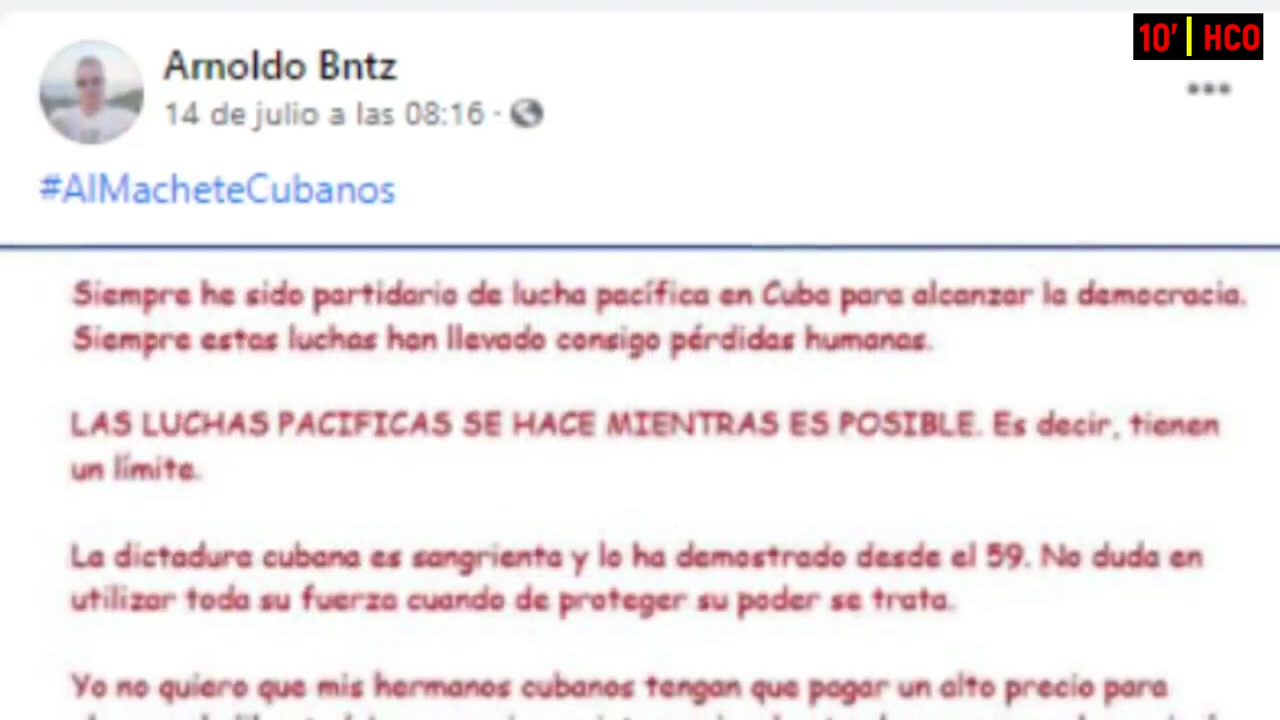 10' | HCO
Arnoldo Bntz
14 de julio a las 08:16 ·
#AlMacheteCubanos
Siempre he sido partidario de lucha pacífica en Cuba para alcanzar la democracia.
Siempre estas luchas han llevado consigo pérdidas humanas.
LAS LUCHAS PACIFICAS SE HACE MIENTRAS ES POSIBLE. Es decir, tienen
un límite.
La dictadura cubana es sangrienta y lo ha demostrado desde el 59. No duda en
utilizar toda su fuerza cuando de proteger su poder se trata.
Yo no quiero que mis hermanos cubanos tengan que pagar un alto precio para